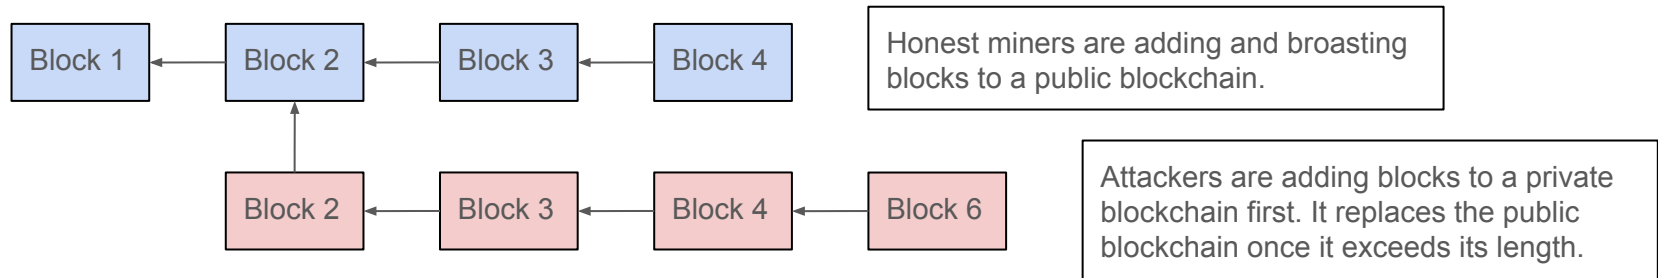 Block 1
Block 2
Block 3
Block 4
Honest miners are adding and broasting
blocks to a public blockchain.
Block 2
Block 3
Block 4
Block 6
Attackers are adding blocks to a private
blockchain first. It replaces the public
blockchain once it exceeds its length.